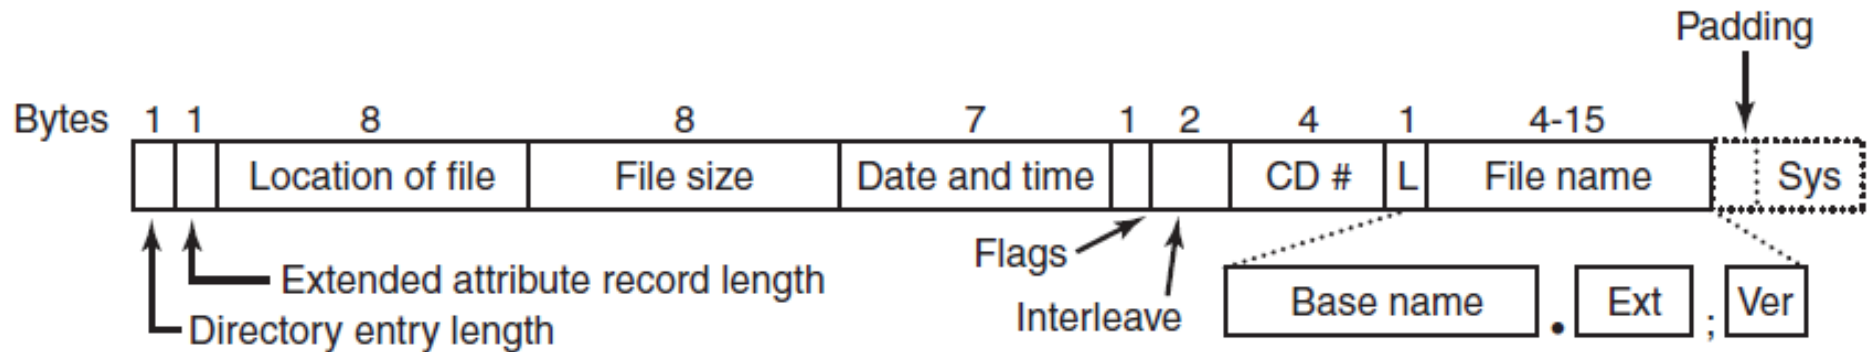 Padding
Bytes 1 1 8 8 7 1 2 4 1 4-15
Location of file File size Date and time CD # L File name Sys
Flags
Extended attribute record length
Interleave
Base name . Ext ; Ver
Directory entry length